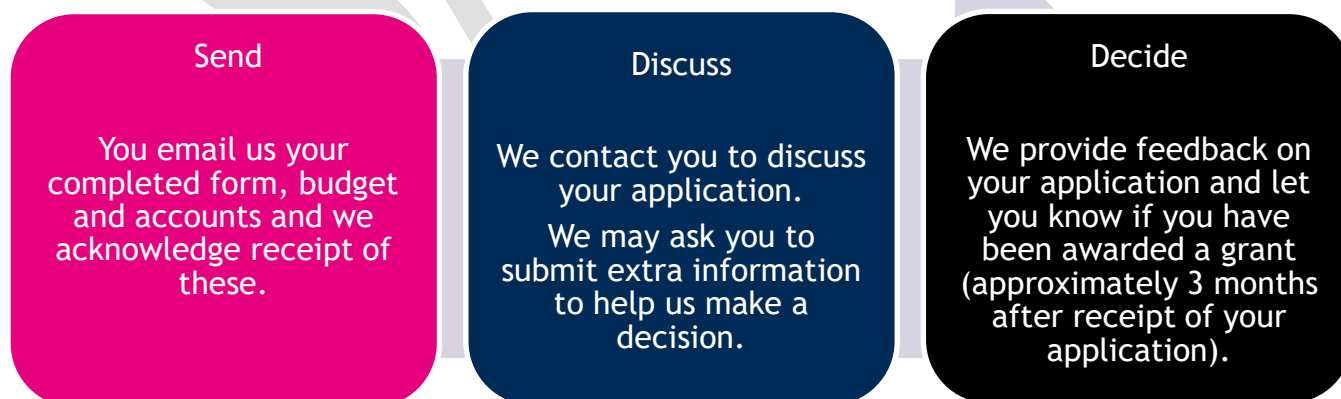 Send
You email us your
completed form, budget
and accounts and we
acknowledge receipt of
these.
Discuss
We contact you to discuss
your application.
We may ask you to
submit extra information
to help us make a
decision.
Decide
We provide feedback on
your application and let
you know if you have
been awarded a grant
(approximately 3 months
after receipt of your
application).